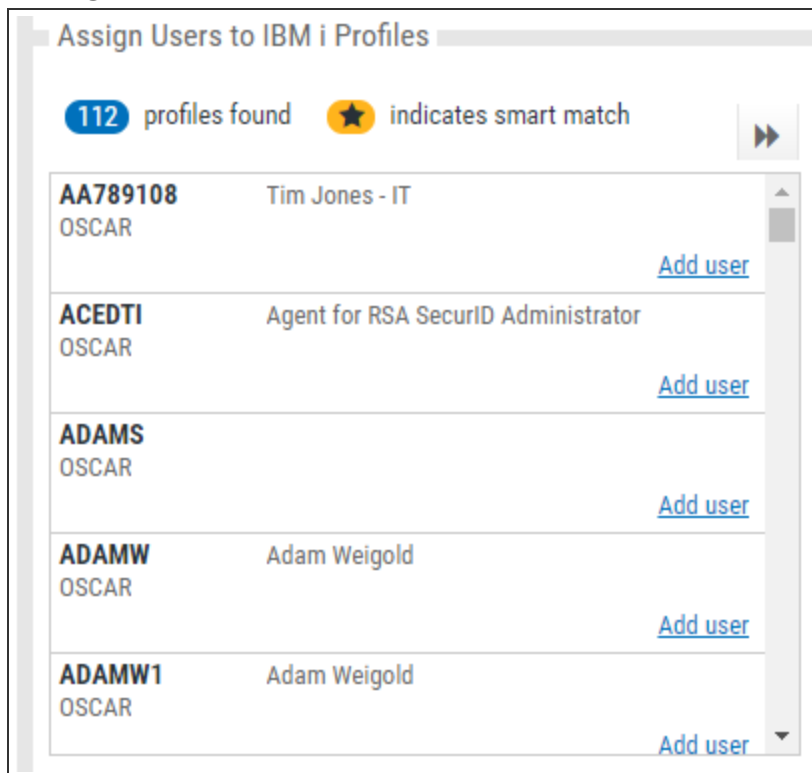 Assign Users to IBM i Profiles
112 profiles found ★ indicates smart match
AA789108 Tim Jones - IT
OSCAR
Add user
ACEDTI Agent for RSA SecurID Administrator
OSCAR
Add user
ADAMS
OSCAR
Add user
ADAMW Adam Weigold
OSCAR
Add user
ADAMW1 Adam Weigold
OSCAR
Add user